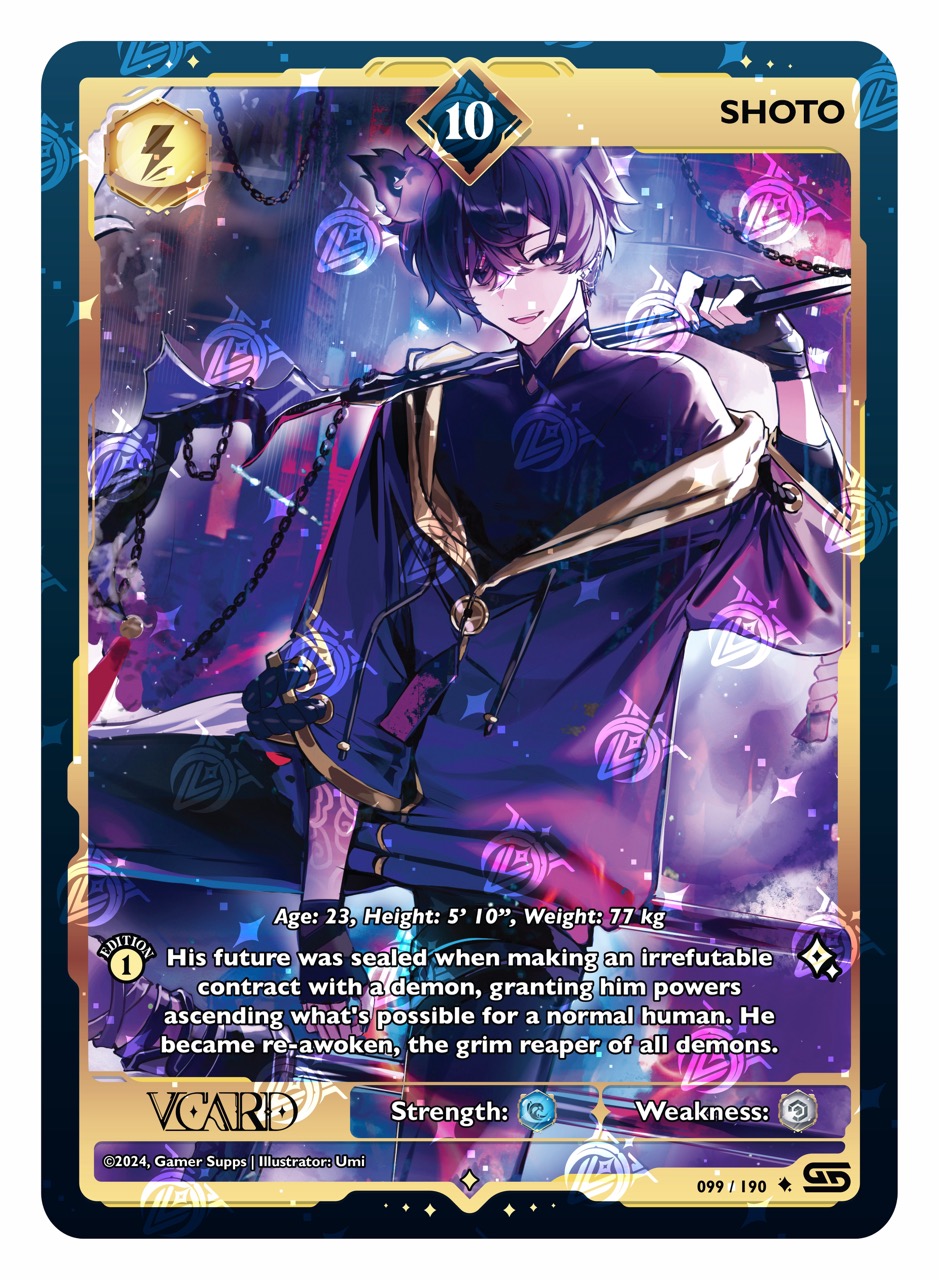 10
SHOTO
Age: 23, Height: 5’ 10”, Weight: 77 kg
EDITION
1
His future was sealed when making an irrefutable
contract with a demon, granting him powers
ascending what's possible for a normal human. He
became re-awoken, the grim reaper of all demons.
VCARD
Strength:
Weakness:
©2024, Gamer Supps | Illustrator: Umi
099 / 190
GS